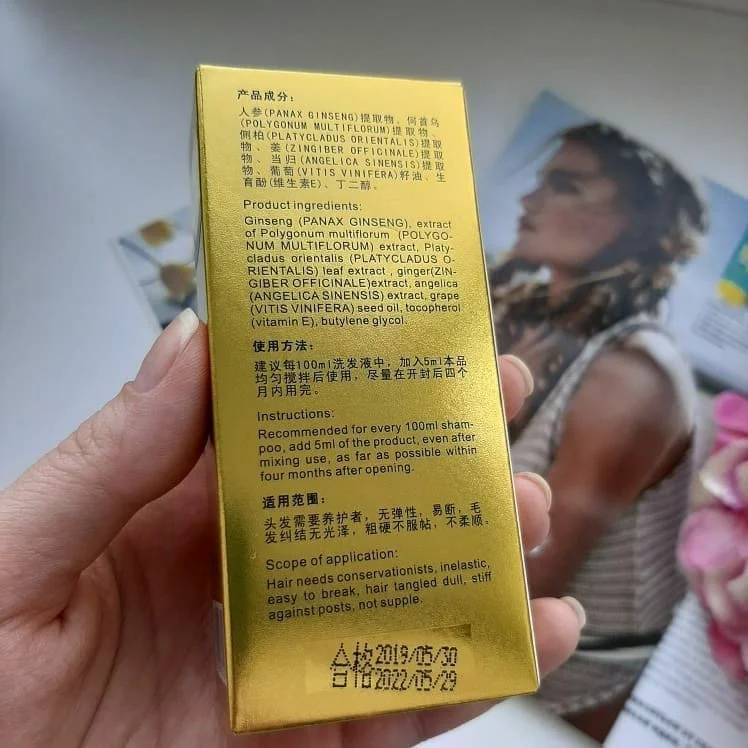 产品成分：
人参(PANAX GINSENG)提取物、何首乌
(POLYGONUM MULTIFLORUM)提取物、
侧柏(PLATYCLADUS ORIENTALIS)提取
物、姜(ZINGIBER OFFICINALE)提取
物、当归(ANGELICA SINENSIS)提取
物、葡萄(VITIS VINIFERA)籽油、生
育酚(维生素E)、丁二醇。
Product ingredients:
Ginseng (PANAX GINSENG), extract
of Polygonum multiflorum (POLYGO-
NUM MULTIFLORUM) extract, Platy-
cladus orientalis (PLATYCLADUS O-
RIENTALIS) leaf extract , ginger(ZIN-
GIBER OFFICINALE)extract, angelica
(ANGELICA SINENSIS) extract, grape
(VITIS VINIFERA) seed oil, tocopherol
(vitamin E), butylene glycol.
使用方法：
建议每100ml洗发液中，加入5ml本品
均匀搅拌后使用，尽量在开封后四个
月内用完。
Instructions:
Recommended for every 100ml sham-
poo, add 5ml of the product, even after
mixing use, as far as possible within
four months after opening.
适用范围：
头发需要养护者，无弹性，易断，毛
发纠结无光泽，粗硬不服帖，不柔顺。
Scope of application:
Hair needs conservationists, inelastic,
easy to break, hair tangled dull, stiff
against posts, not supple.
合格 2019/05/30
2022/05/29